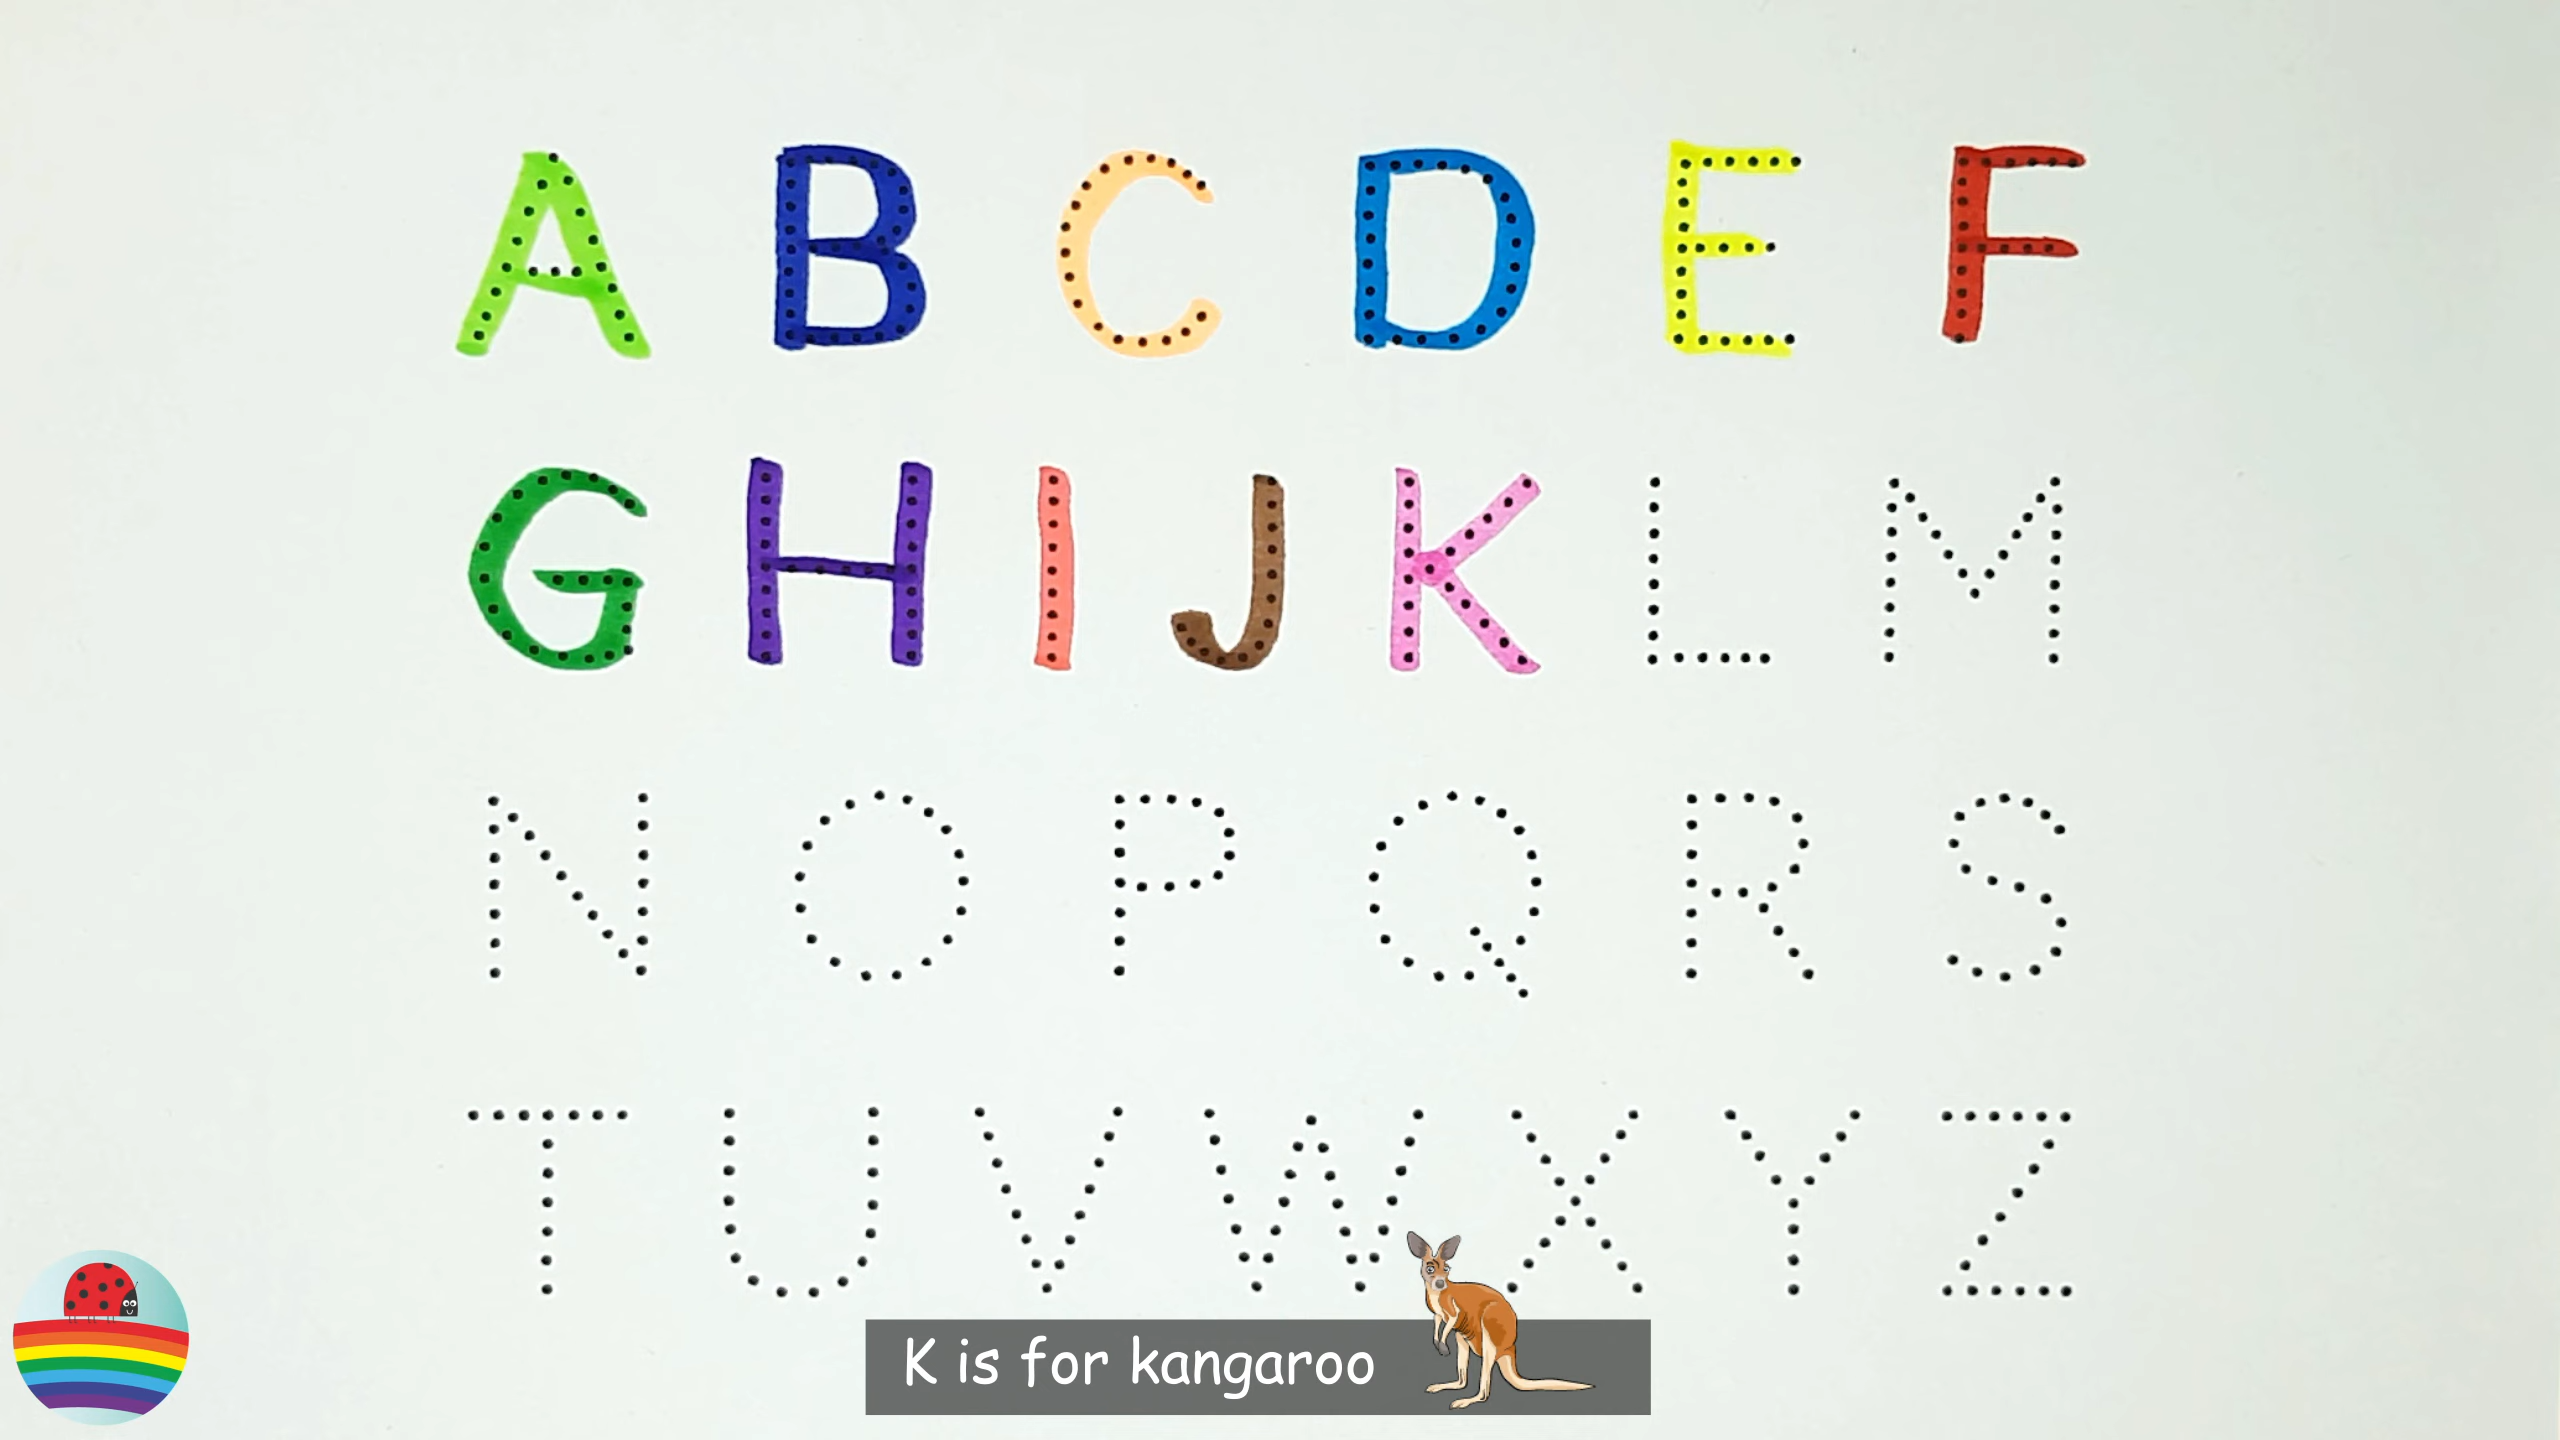 A B C D E F
G H I J K L M
N O P Q R S
T U V W X Y Z
K is for kangaroo